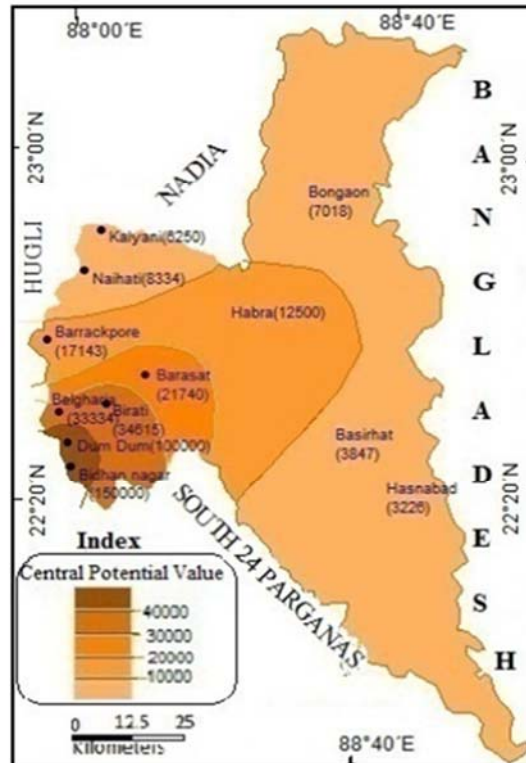 88°00´E
88°40´E
23°00´N
23°00´N
BANGLADESH
NADIA
HUGLI
Bongaon
(7018)
Kalyani(6250)
Naihati(8334)
Habra(12500)
Barrackpore
(17143)
Barasat
(21740)
Belgharia
(33334)
Birati
(34615)
Dum Dum(100000)
Bidhan nagar
(150000)
Basirhat
(3847)
Hasnabad
(3226)
22°20´N
22°20´N
SOUTH 24 PARGANAS
Index
Central Potential Value
40000
30000
20000
10000
0 12.5 25
Kilometers
88°40´E